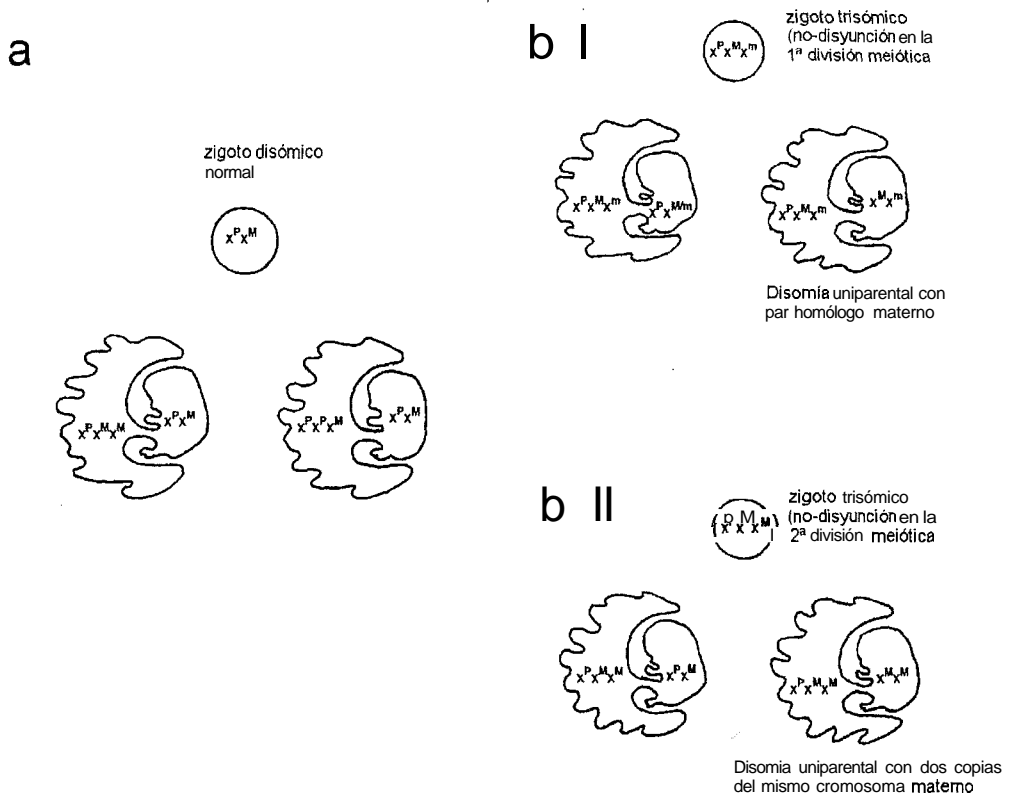 a
zigoto disómico
normal
xᴾxᴹ
xᴾxᴹxᴹ
xᴾxᴹ
xᴾxᴾxᴹ
xᴾxᴹ
b I
zigoto trisómico
(no-disyunción en la
1ª división meiótica
xᴾxᴹxᵐ
xᴾxᴹxᵐ
xᴾxᴹ/ᵐ
xᴾxᴹxᵐ
xᴹxᵐ
Disomía uniparental con
par homólogo materno
b II
zigoto trisómico
(no-disyunción en la
2ª división meiótica
xᴾxᴹxᴹ
xᴾxᴹxᴹ
xᴾxᴹ
xᴾxᴹxᴹ
xᴹxᴹ
Disomia uniparental con dos copias
del mismo cromosoma materno